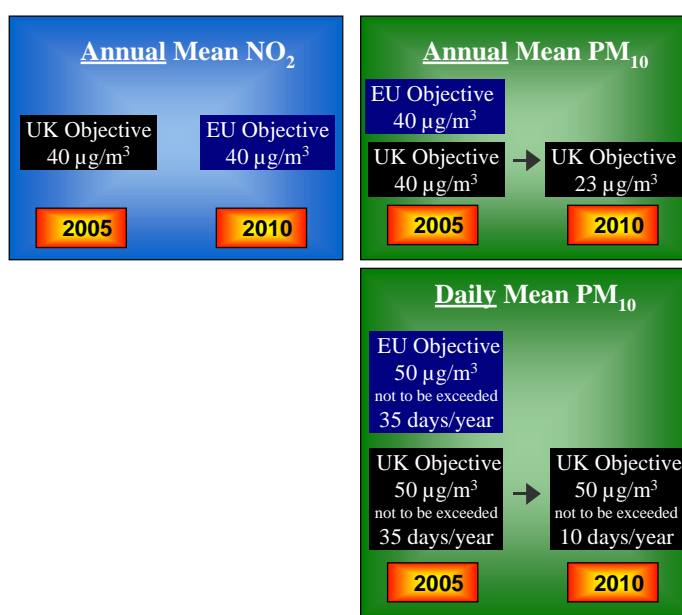 Annual Mean NO₂
UK Objective
40 µg/m³
EU Objective
40 µg/m³
2005
2010
Annual Mean PM₁₀
EU Objective
40 µg/m³
UK Objective
40 µg/m³
UK Objective
23 µg/m³
2005
2010
Daily Mean PM₁₀
EU Objective
50 µg/m³
not to be exceeded
35 days/year
UK Objective
50 µg/m³
not to be exceeded
35 days/year
UK Objective
50 µg/m³
not to be exceeded
10 days/year
2005
2010